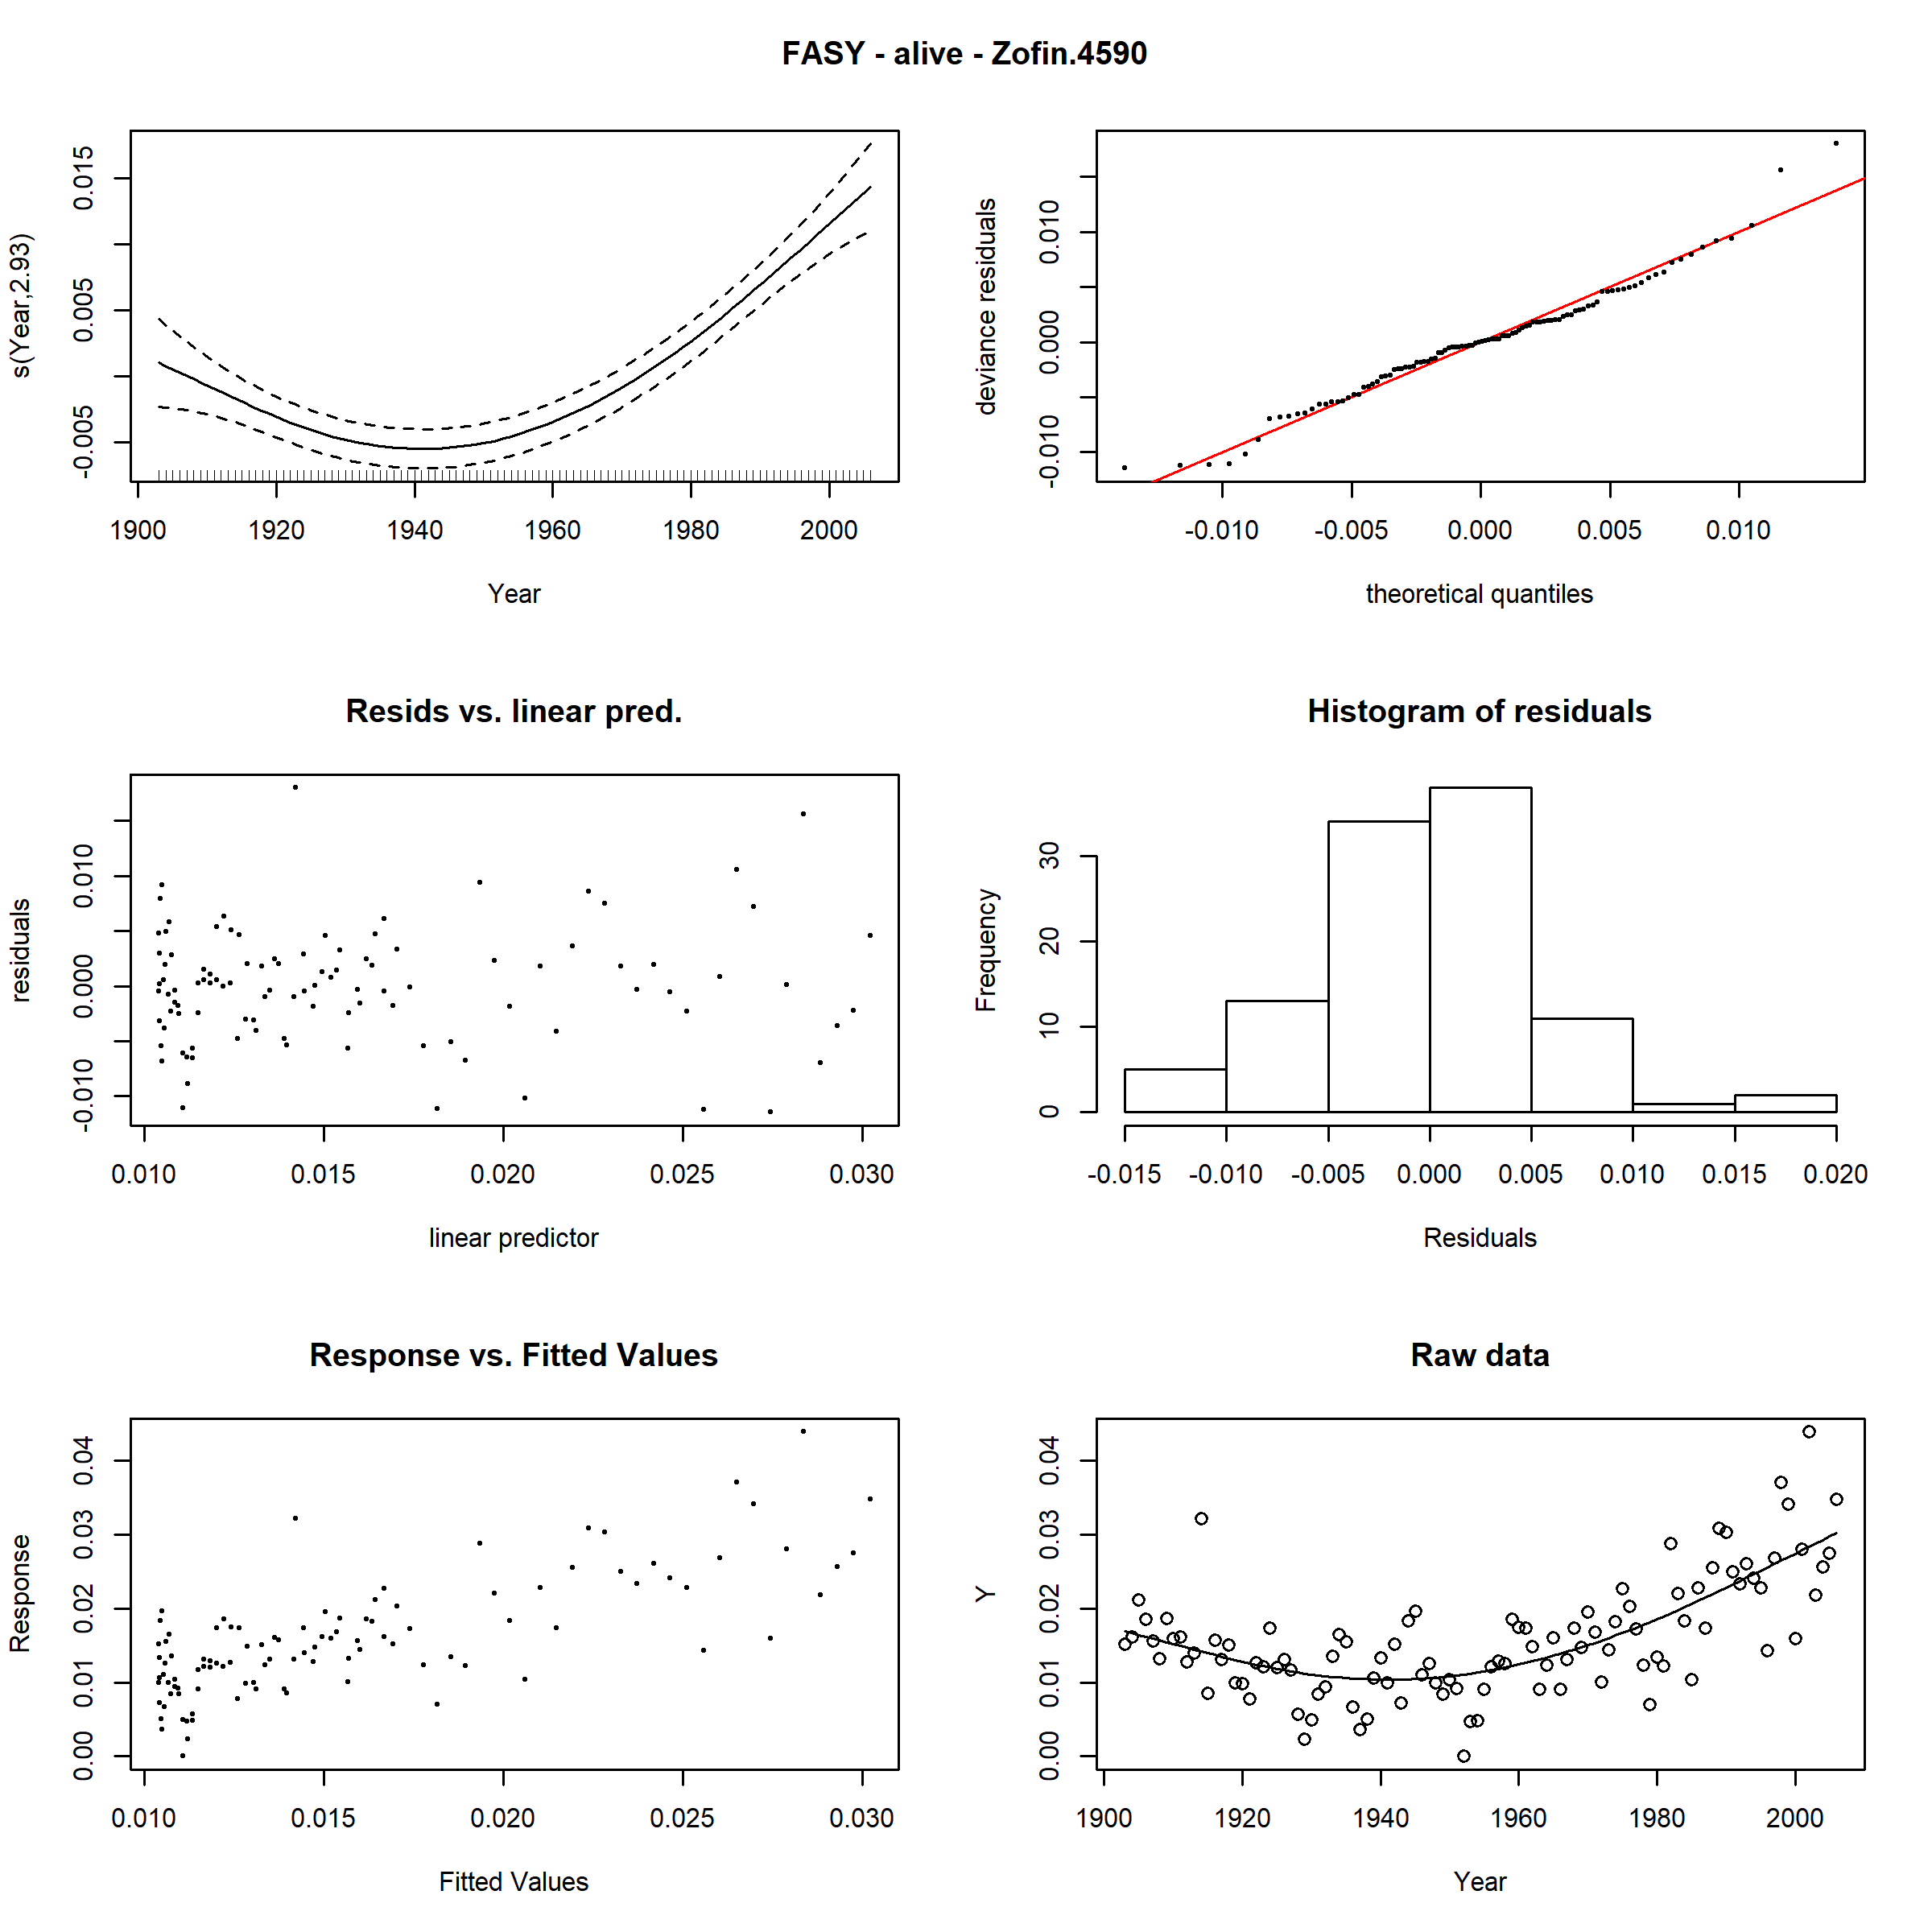 FASY - alive - Zofin.4590
s(Year,2.93)
-0.005 0.005 0.015
1900 1920 1940 1960 1980 2000
Year
deviance residuals
-0.010 0.000 0.010
-0.010 -0.005 0.000 0.005 0.010
theoretical quantiles
Resids vs. linear pred.
residuals
-0.010 0.000 0.010
0.010 0.015 0.020 0.025 0.030
linear predictor
Histogram of residuals
Frequency
0 10 20 30
-0.015 -0.010 -0.005 0.000 0.005 0.010 0.015 0.020
Residuals
Response vs. Fitted Values
Response
0.00 0.01 0.02 0.03 0.04
0.010 0.015 0.020 0.025 0.030
Fitted Values
Raw data
Y
0.00 0.01 0.02 0.03 0.04
1900 1920 1940 1960 1980 2000
Year